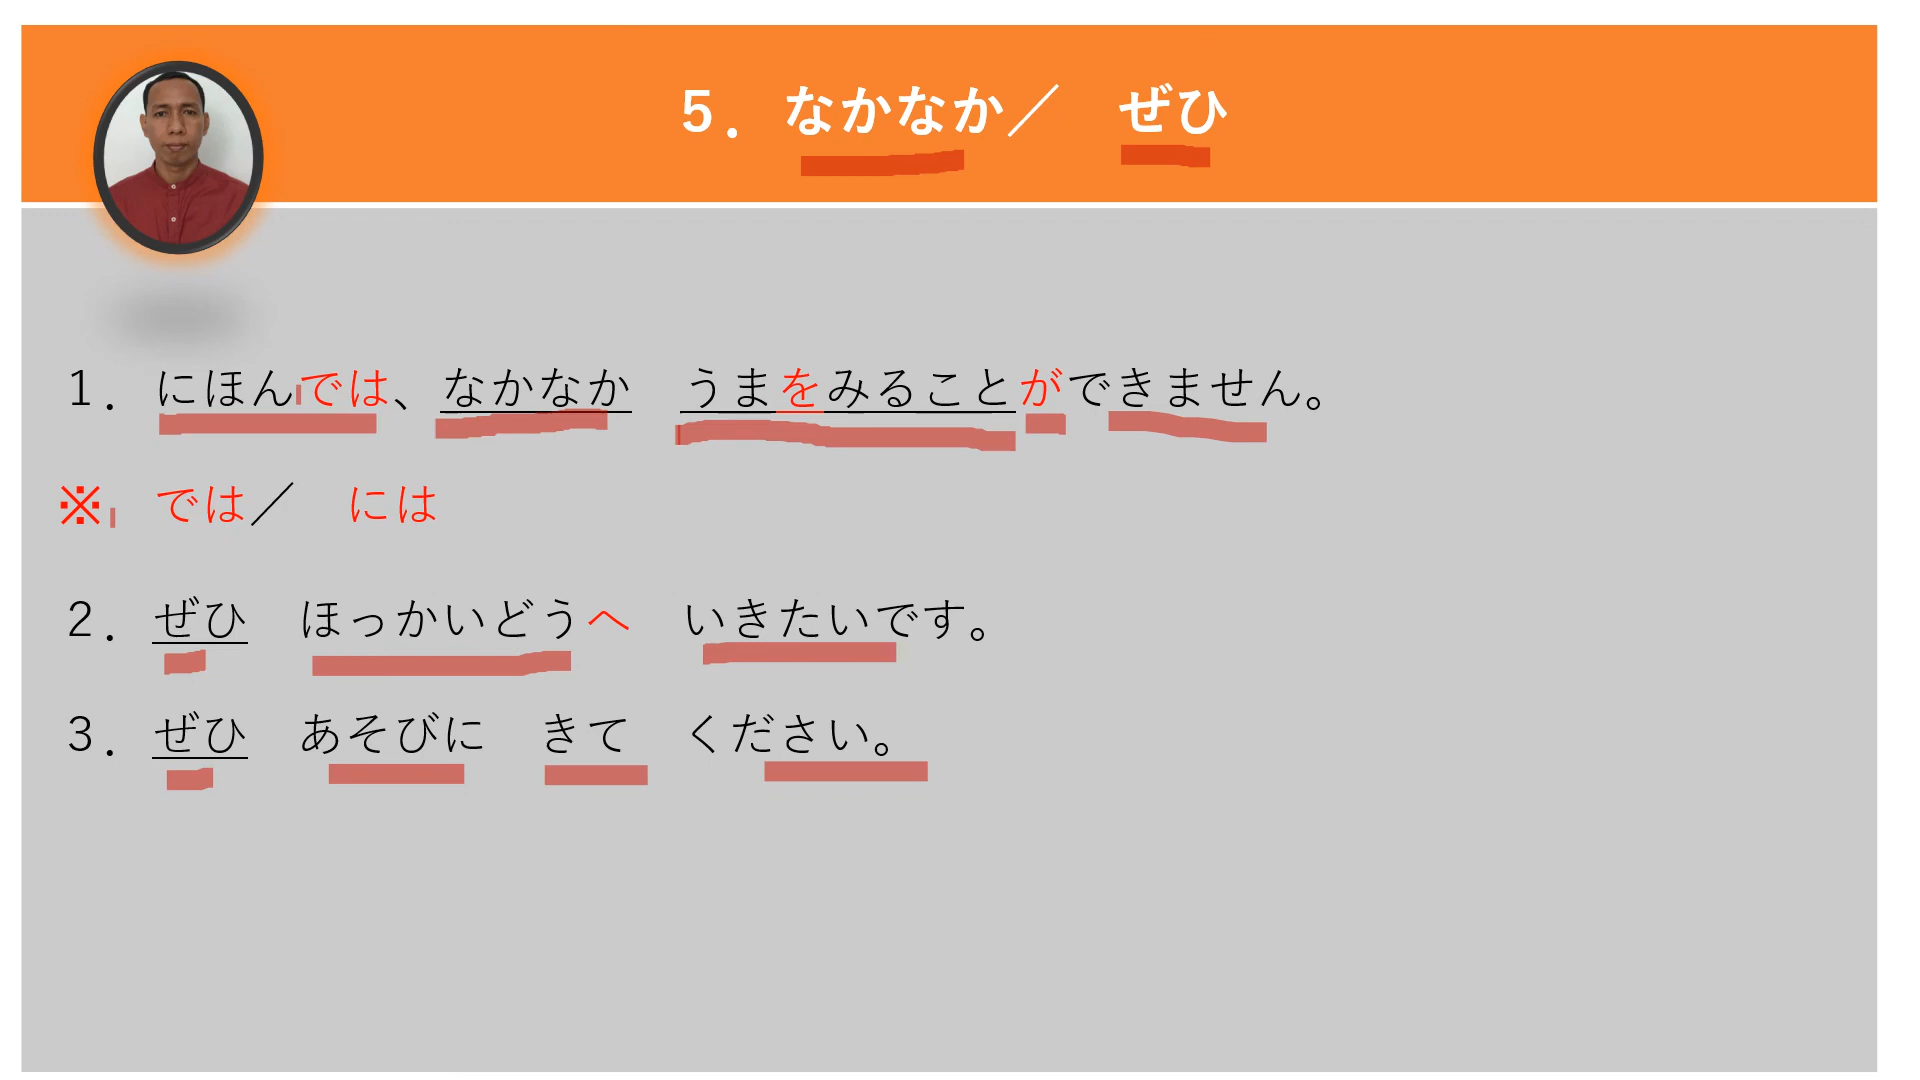 ５．なかなか／　ぜひ
１．にほんでは、なかなか　うまをみることができません。
※　では／　には
２．ぜひ　ほっかいどうへ　いきたいです。
３．ぜひ　あそびに　きて　ください。